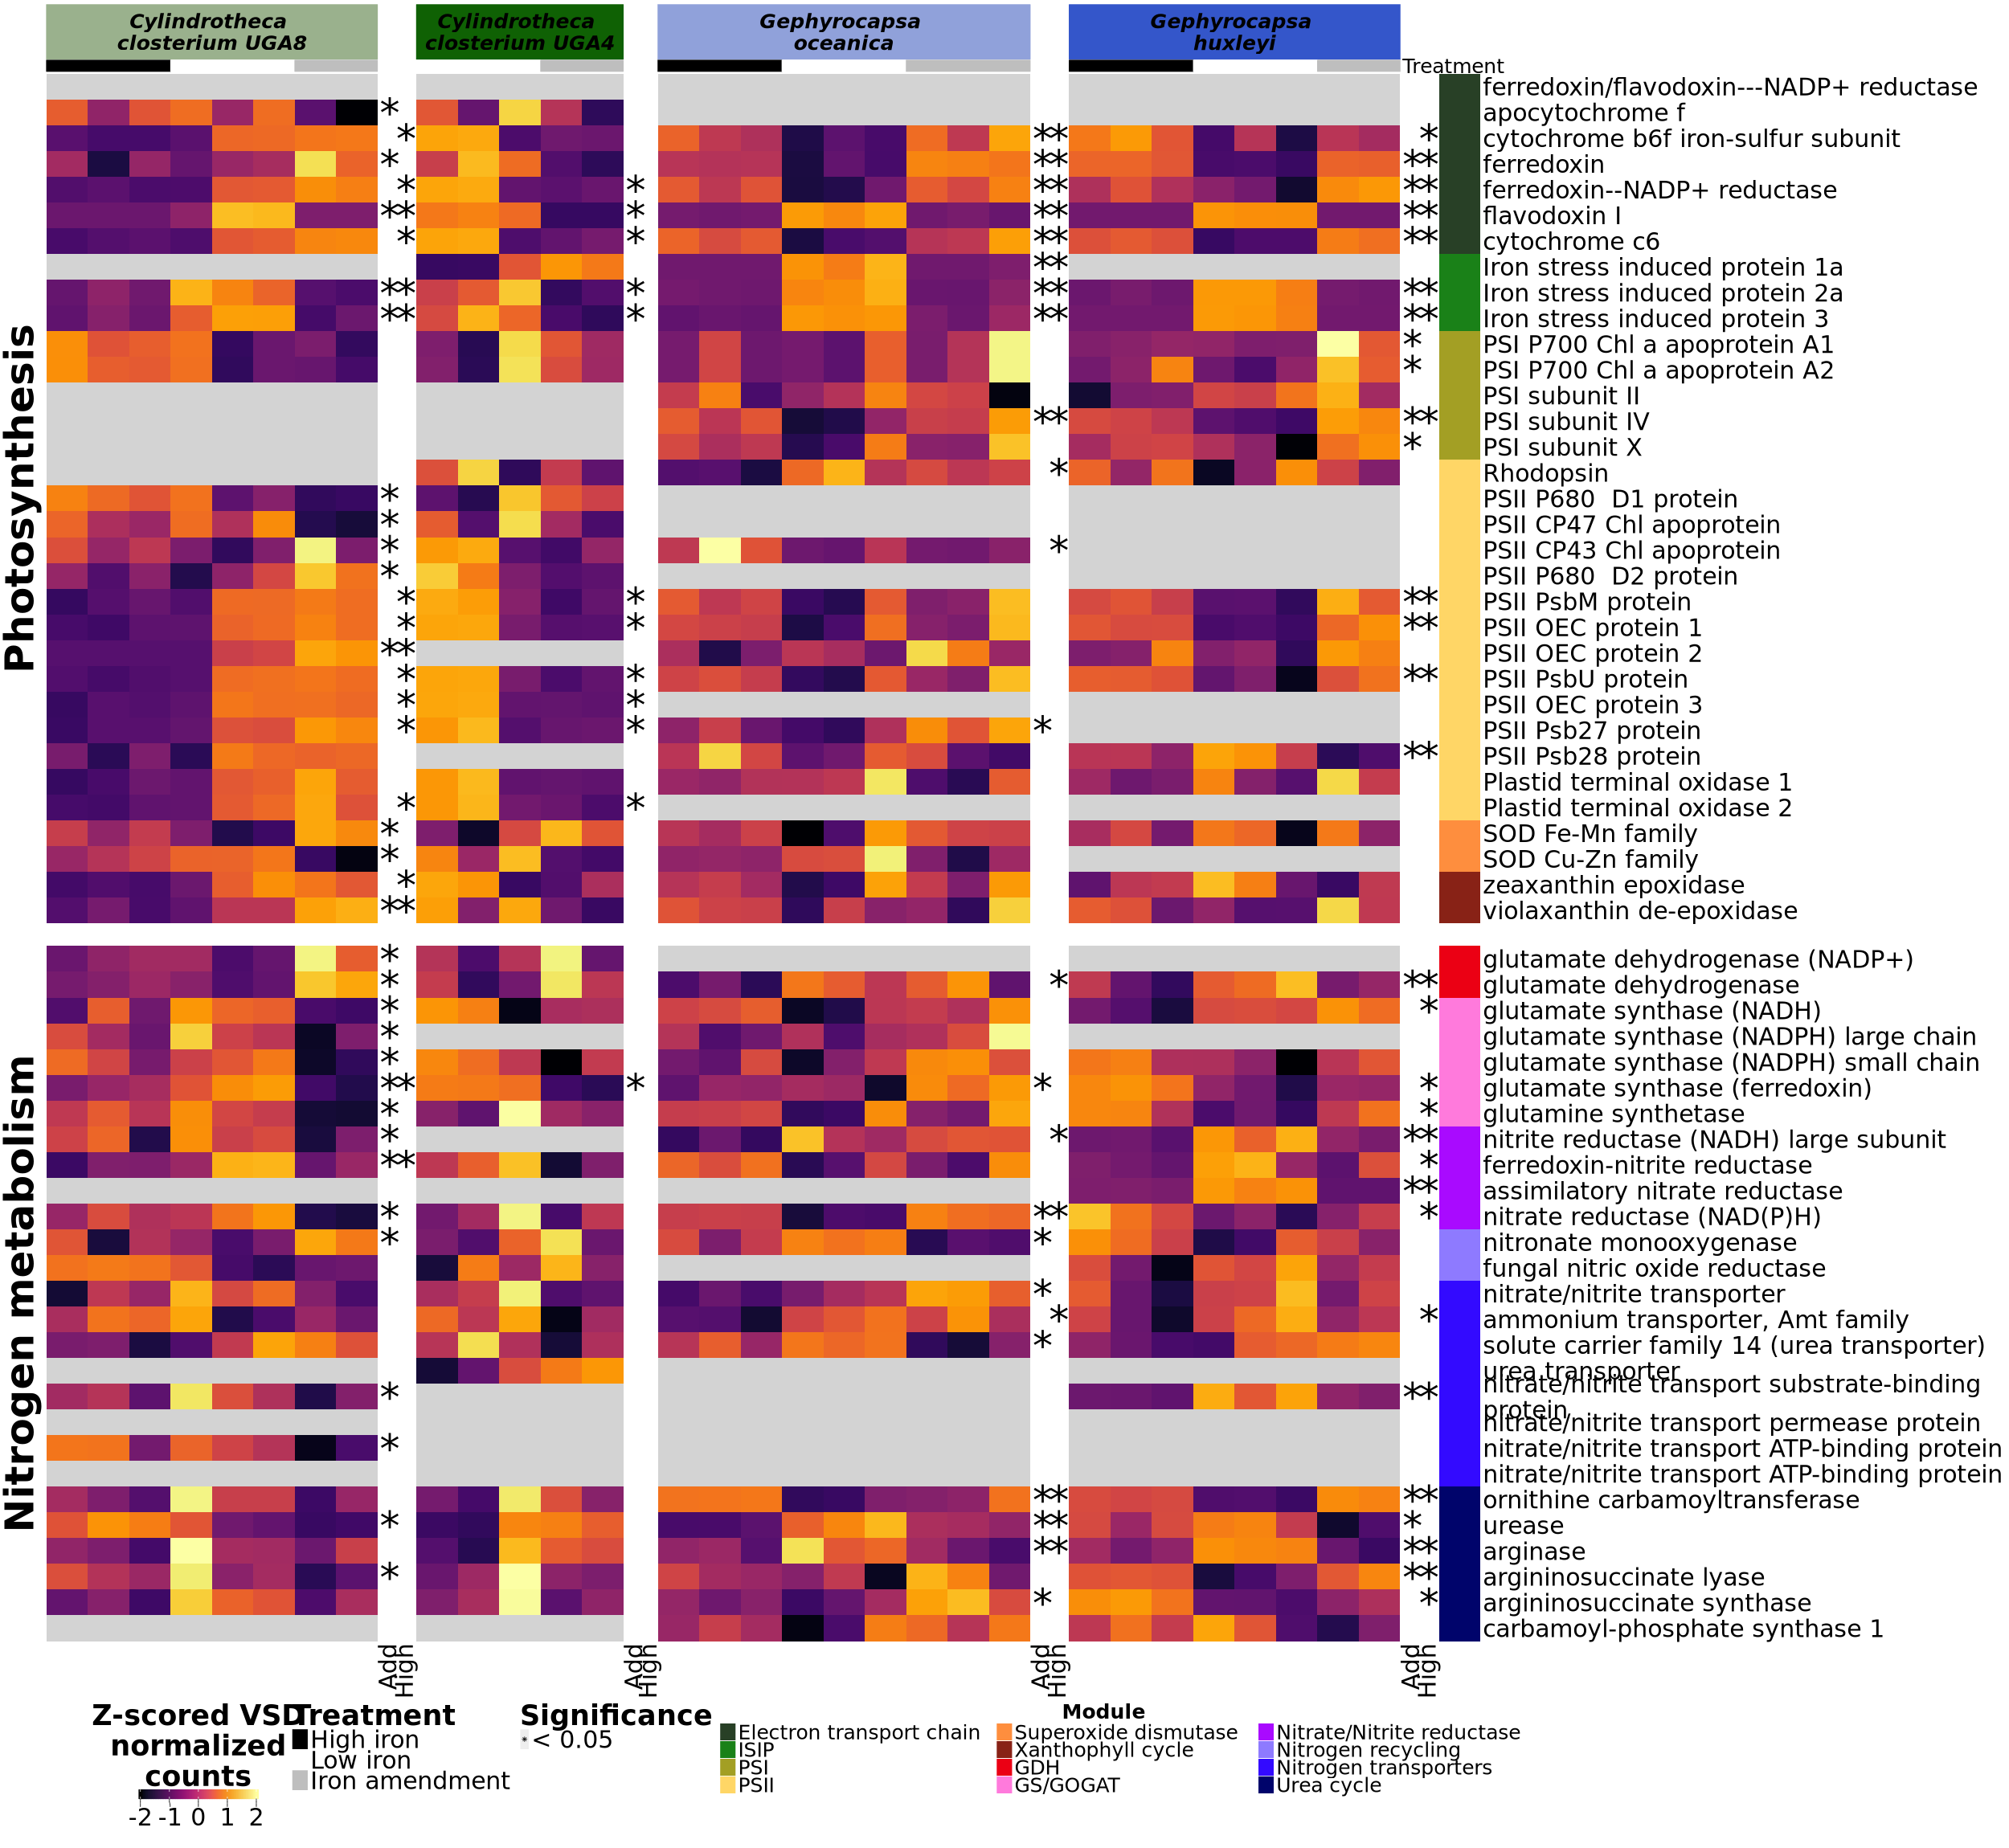 Cylindrotheca
closterium UGA8
Cylindrotheca
closterium UGA4
Gephyrocapsa
oceanica
Gephyrocapsa
huxleyi
Treatment
Photosynthesis
ferredoxin/flavodoxin---NADP+ reductase
* apocytochrome f
* ** * cytochrome b6f iron-sulfur subunit
* ** ** ferredoxin
* * ** ** ferredoxin--NADP+ reductase
** * ** ** flavodoxin I
* * ** ** cytochrome c6
** Iron stress induced protein 1a
** * ** ** Iron stress induced protein 2a
** * ** ** Iron stress induced protein 3
* PSI P700 Chl a apoprotein A1
* PSI P700 Chl a apoprotein A2
PSI subunit II
** ** PSI subunit IV
* PSI subunit X
* Rhodopsin
* PSII P680 D1 protein
* PSII CP47 Chl apoprotein
* * PSII CP43 Chl apoprotein
* PSII P680 D2 protein
* * ** PSII PsbM protein
* * ** PSII OEC protein 1
** PSII OEC protein 2
* * ** PSII PsbU protein
* * PSII OEC protein 3
* * * PSII Psb27 protein
** PSII Psb28 protein
Plastid terminal oxidase 1
* * Plastid terminal oxidase 2
* SOD Fe-Mn family
* SOD Cu-Zn family
* zeaxanthin epoxidase
** violaxanthin de-epoxidase
Nitrogen metabolism
* glutamate dehydrogenase (NADP+)
* * ** glutamate dehydrogenase
* * glutamate synthase (NADH)
* glutamate synthase (NADPH) large chain
* glutamate synthase (NADPH) small chain
** * * * glutamate synthase (ferredoxin)
* * glutamine synthetase
* * ** nitrite reductase (NADH) large subunit
** * ferredoxin-nitrite reductase
** assimilatory nitrate reductase
* ** * nitrate reductase (NAD(P)H)
* * nitronate monooxygenase
fungal nitric oxide reductase
* nitrate/nitrite transporter
* * ammonium transporter, Amt family
* solute carrier family 14 (urea transporter)
urea transporter
* ** nitrate/nitrite transport substrate-binding
protein
nitrate/nitrite transport permease protein
* nitrate/nitrite transport ATP-binding protein
nitrate/nitrite transport ATP-binding protein
** ** ornithine carbamoyltransferase
* ** * urease
** ** arginase
* ** argininosuccinate lyase
* * argininosuccinate synthase
carbamoyl-phosphate synthase 1
Add
High
Add
High
Add
High
Add
High
Z-scored VSD
normalized
counts
-2 -1 0 1 2
Treatment
High iron
Low iron
Iron amendment
Significance
* < 0.05
Module
Electron transport chain
ISIP
PSI
PSII
Superoxide dismutase
Xanthophyll cycle
GDH
GS/GOGAT
Nitrate/Nitrite reductase
Nitrogen recycling
Nitrogen transporters
Urea cycle